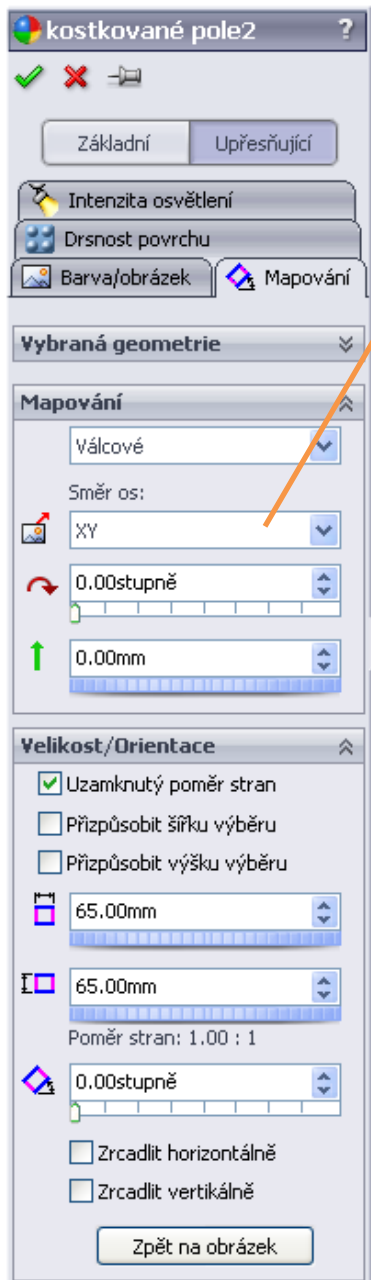 kostkované pole2 ?
Základní Upřesňující
Intenzita osvětlení
Drsnost povrchu
Barva/obrázek Mapování
Vybraná geometrie
Mapování
Válcové
Směr os:
XY
0.00stupně
0.00mm
Velikost/Orientace
Uzamknutý poměr stran
Přizpůsobit šířku výběru
Přizpůsobit výšku výběru
65.00mm
65.00mm
Poměr stran: 1.00 : 1
0.00stupně
Zrcadlit horizontálně
Zrcadlit vertikálně
Zpět na obrázek